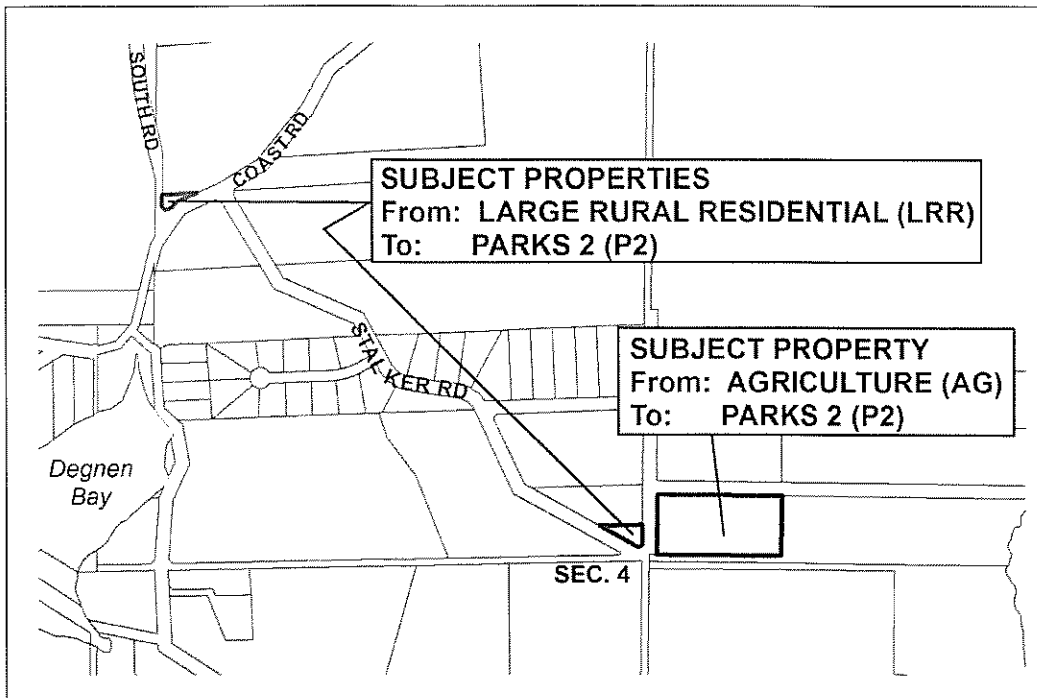 SOUTH RD
COAST RD
SUBJECT PROPERTIES
From: LARGE RURAL RESIDENTIAL (LRR)
To: PARKS 2 (P2)
STALKER RD
SUBJECT PROPERTY
From: AGRICULTURE (AG)
To: PARKS 2 (P2)
Degnen
Bay
SEC. 4